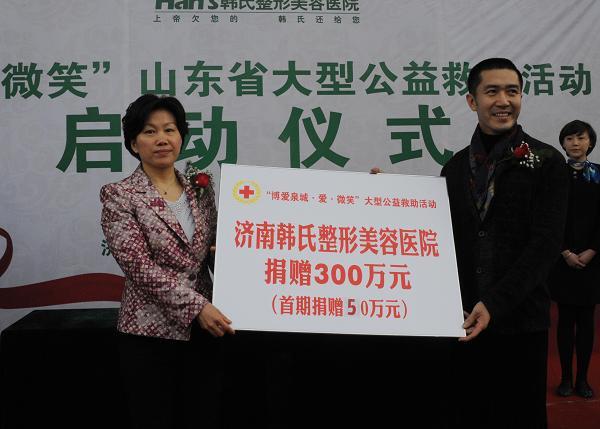 Han's韩氏整形美容医院
上帝欠您的 韩氏还给您
微笑”山东省大型公益救助活动
启动仪式
“博爱泉城·爱·微笑”大型公益救助活动
济南韩氏整形美容医院
捐赠300万元
(首期捐赠50万元)